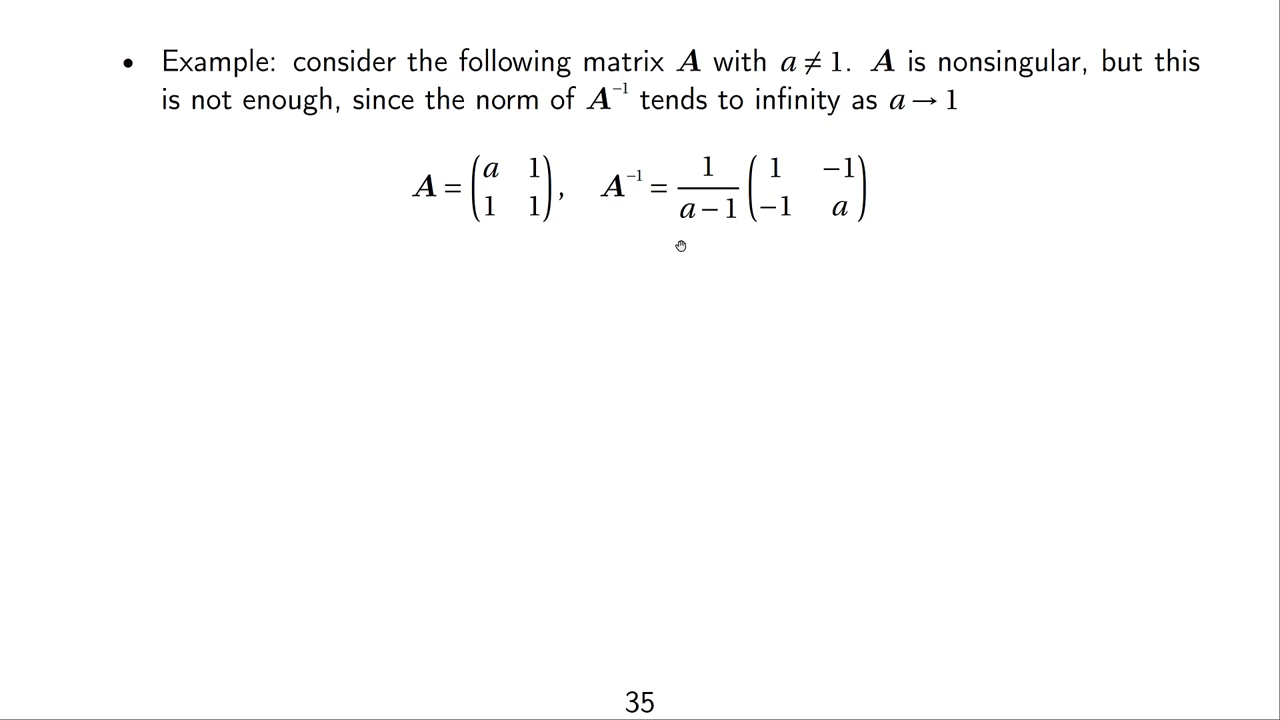 • Example: consider the following matrix A with a ≠ 1. A is nonsingular, but this
is not enough, since the norm of A⁻¹ tends to infinity as a → 1
A = (a 1; 1 1), A⁻¹ = 1/(a − 1) (1 −1; −1 a)
35